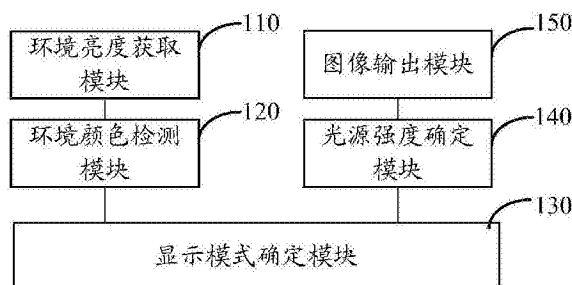 环境亮度获取
模块
110
图像输出模块
150
环境颜色检测
模块
120
光源强度确定
模块
140
显示模式确定模块
130